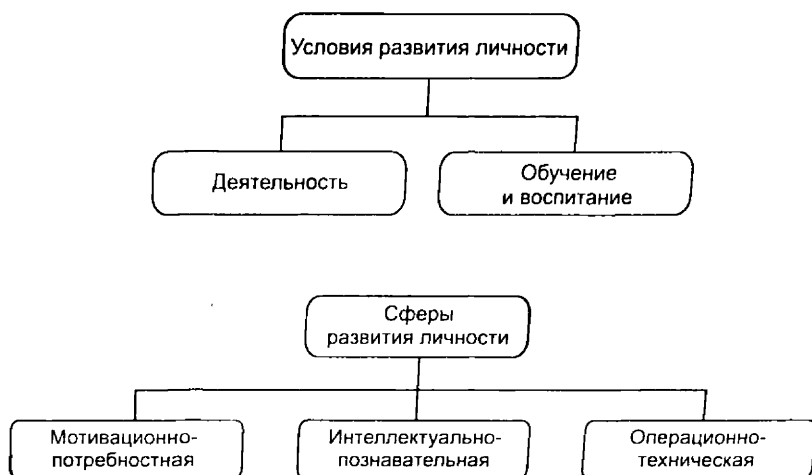 Условия развития личности
Деятельность
Обучение
и воспитание
Сферы
развития личности
Мотивационно-
потребностная
Интеллектуально-
познавательная
Операционно-
техническая